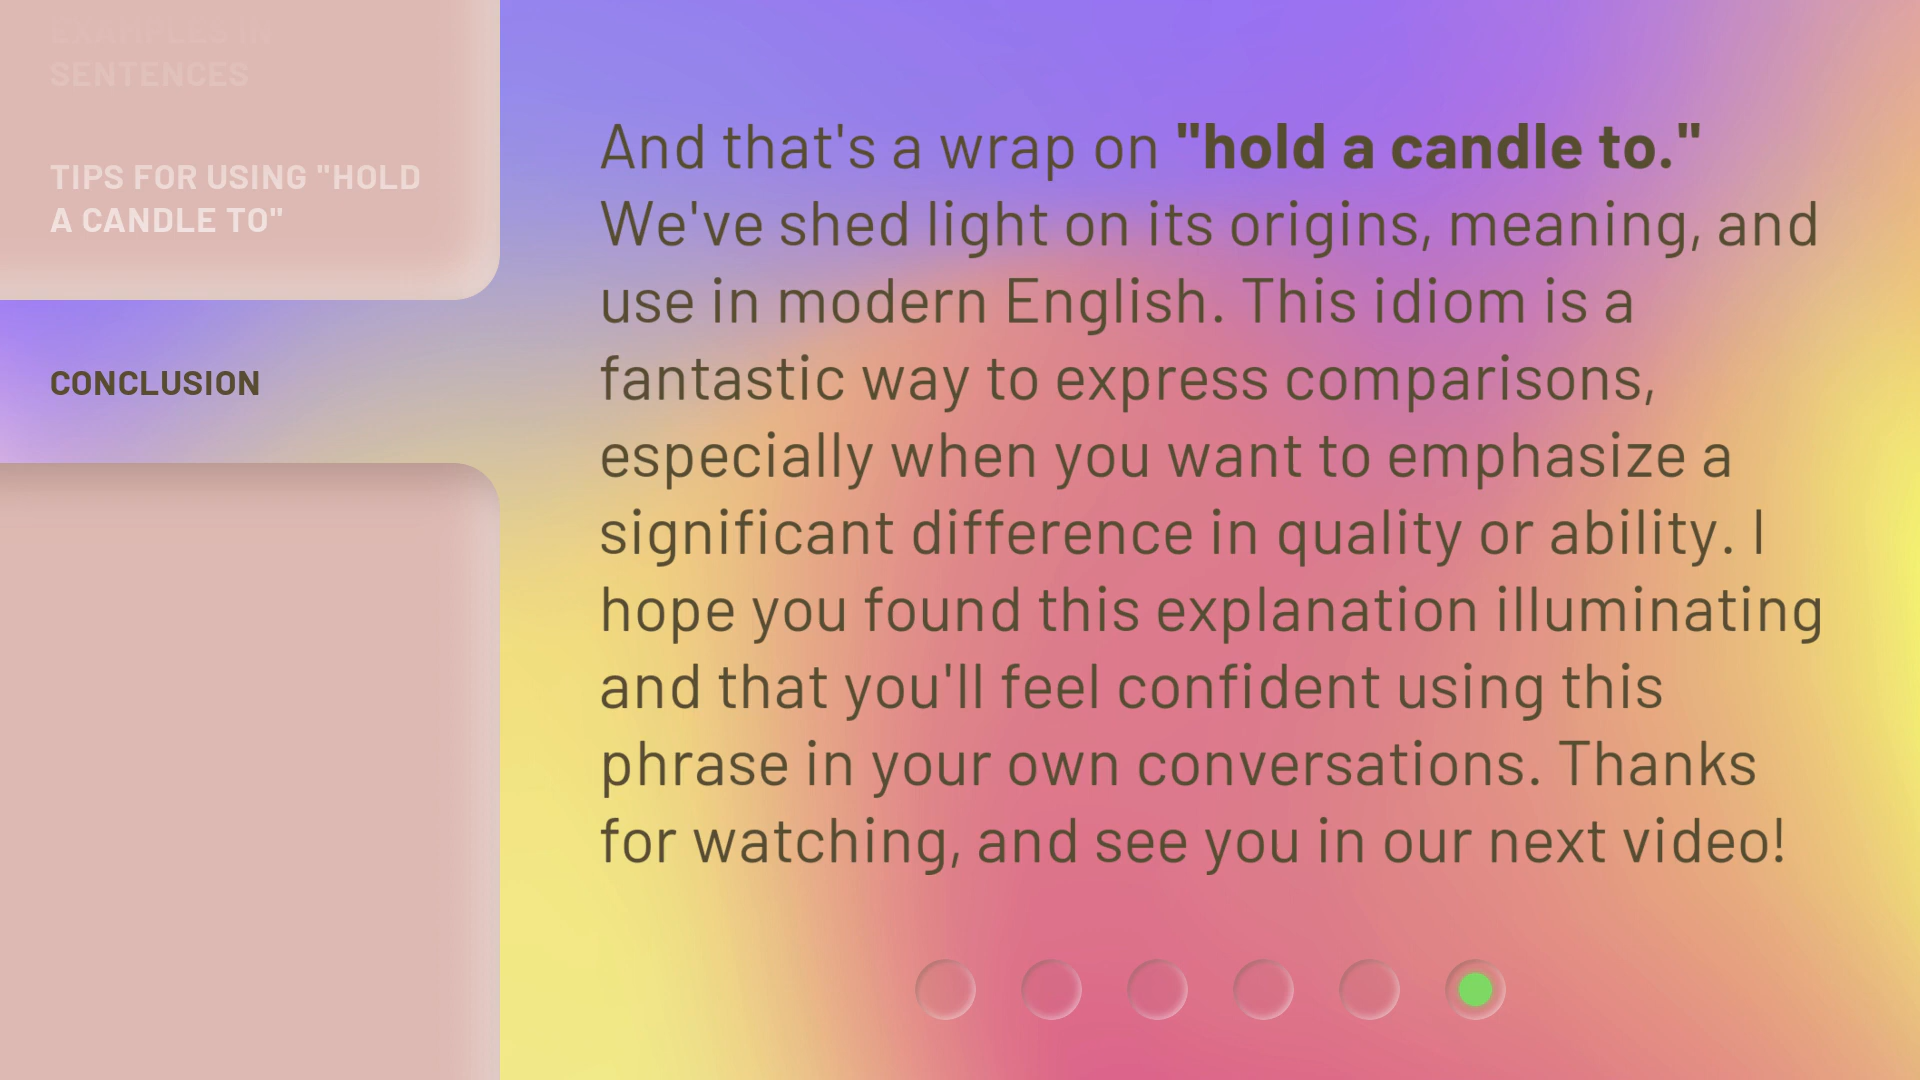 EXAMPLES IN
SENTENCES
TIPS FOR USING "HOLD
A CANDLE TO"
CONCLUSION
And that's a wrap on "hold a candle to."
We've shed light on its origins, meaning, and
use in modern English. This idiom is a
fantastic way to express comparisons,
especially when you want to emphasize a
significant difference in quality or ability. I
hope you found this explanation illuminating
and that you'll feel confident using this
phrase in your own conversations. Thanks
for watching, and see you in our next video!